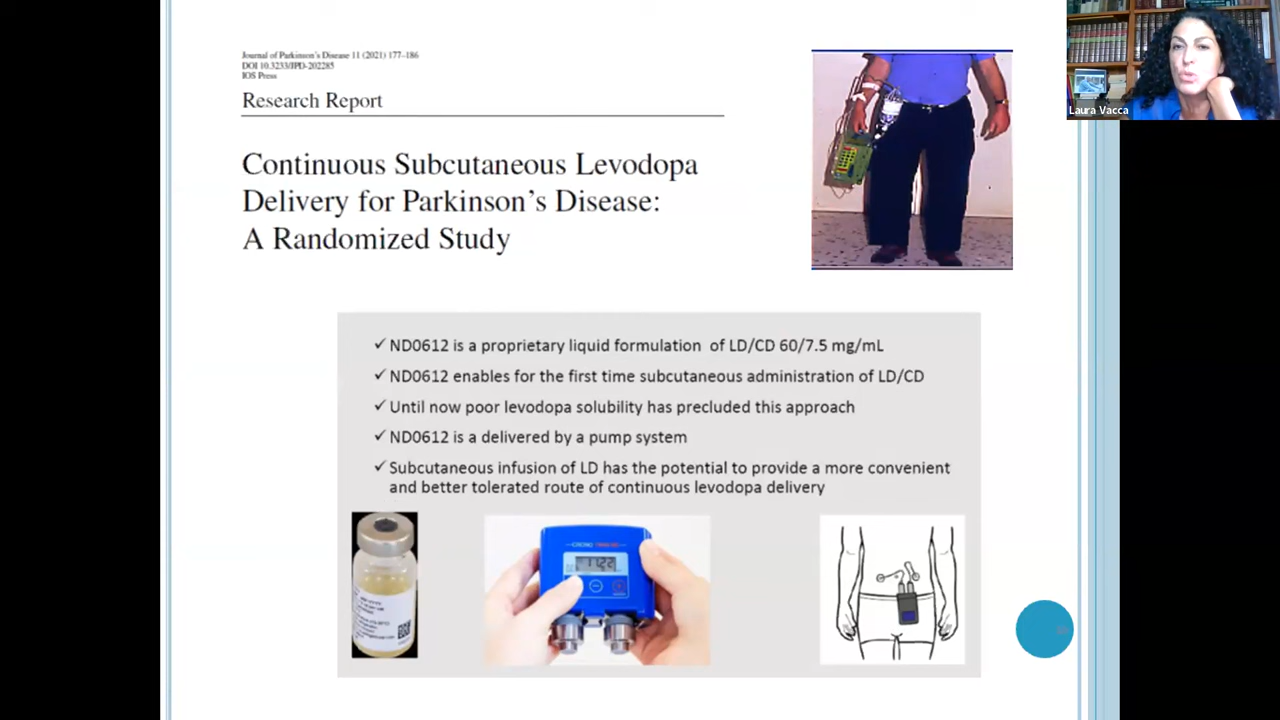 Journal of Parkinson's Disease 11 (2021) 177–186
DOI 10.3233/JPD-202285
IOS Press
Research Report
Continuous Subcutaneous Levodopa
Delivery for Parkinson's Disease:
A Randomized Study
Laura Vacca
✓ ND0612 is a proprietary liquid formulation of LD/CD 60/7.5 mg/mL
✓ ND0612 enables for the first time subcutaneous administration of LD/CD
✓ Until now poor levodopa solubility has precluded this approach
✓ ND0612 is a delivered by a pump system
✓ Subcutaneous infusion of LD has the potential to provide a more convenient
and better tolerated route of continuous levodopa delivery